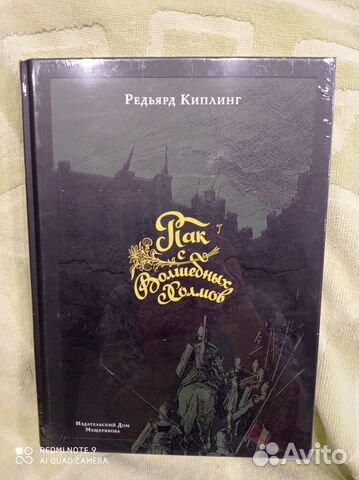 Редьярд Киплинг
Пак
с
Волшебных
Холмов
Издательский Дом
Мещерякова
REDMI NOTE 9
AI QUAD CAMERA
Avito